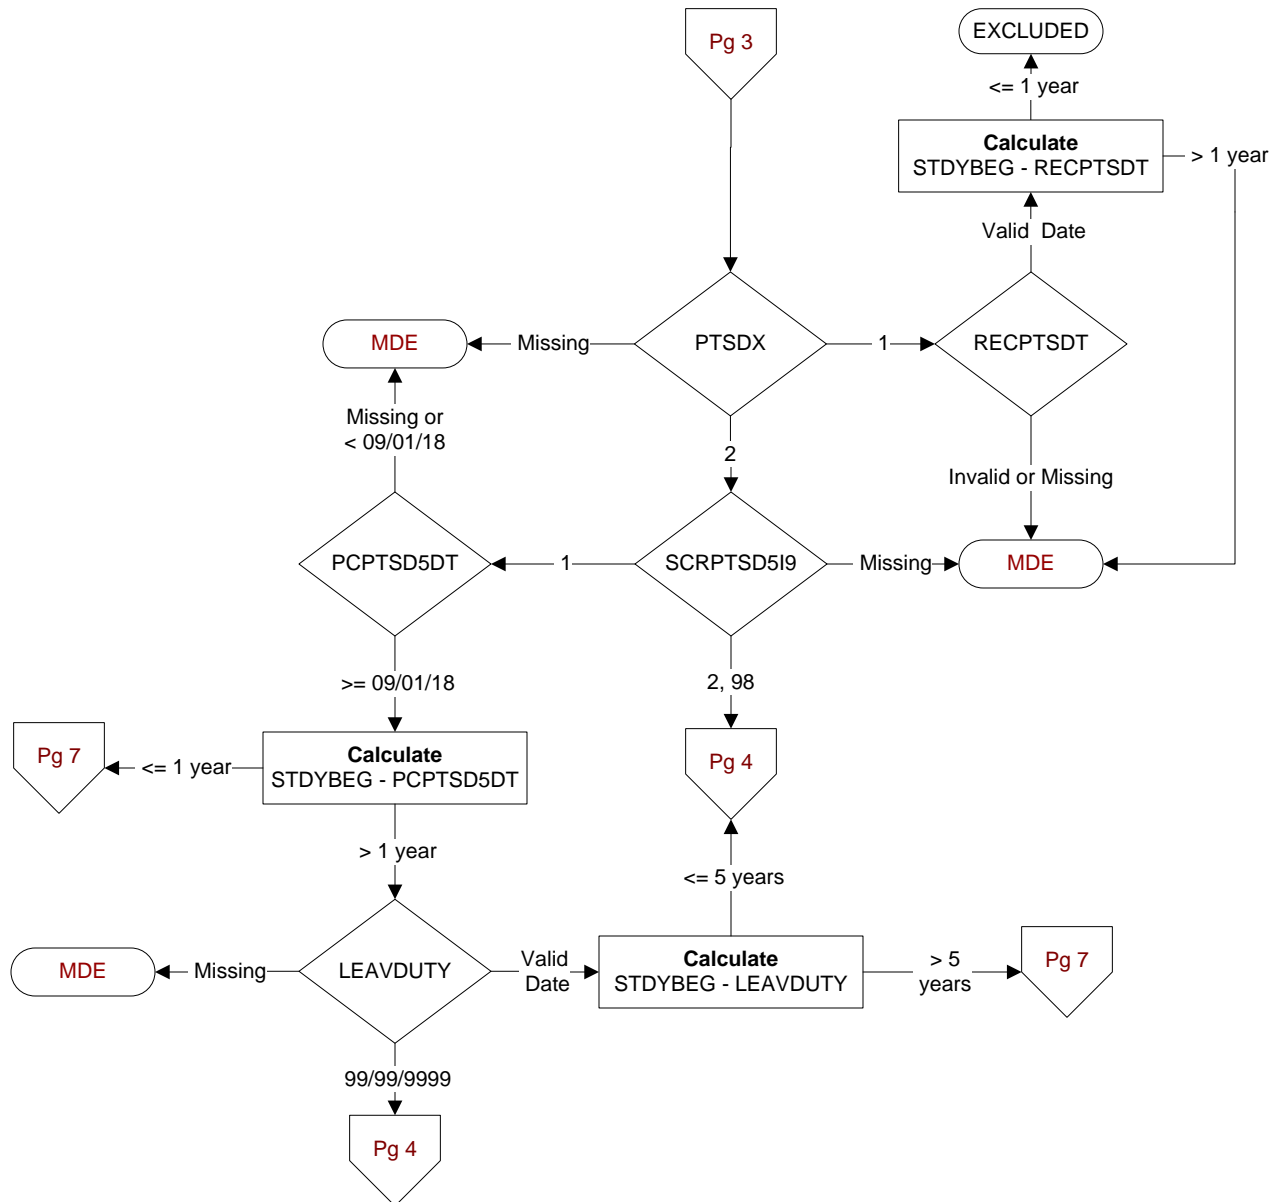 Pg 3
EXCLUDED
<= 1 year
Calculate
STDYBEG - RECPTSDT
> 1 year
Valid Date
MDE
Missing
PTSDX
1
RECPTSDT
Missing or
< 09/01/18
2
Invalid or Missing
PCPTSD5DT
1
SCRPTSD5I9
Missing
MDE
>= 09/01/18
2, 98
Pg 7
<= 1 year
Calculate
STDYBEG - PCPTSD5DT
Pg 4
> 1 year
<= 5 years
MDE
Missing
LEAVDUTY
Valid
Date
Calculate
STDYBEG - LEAVDUTY
> 5
years
Pg 7
99/99/9999
Pg 4